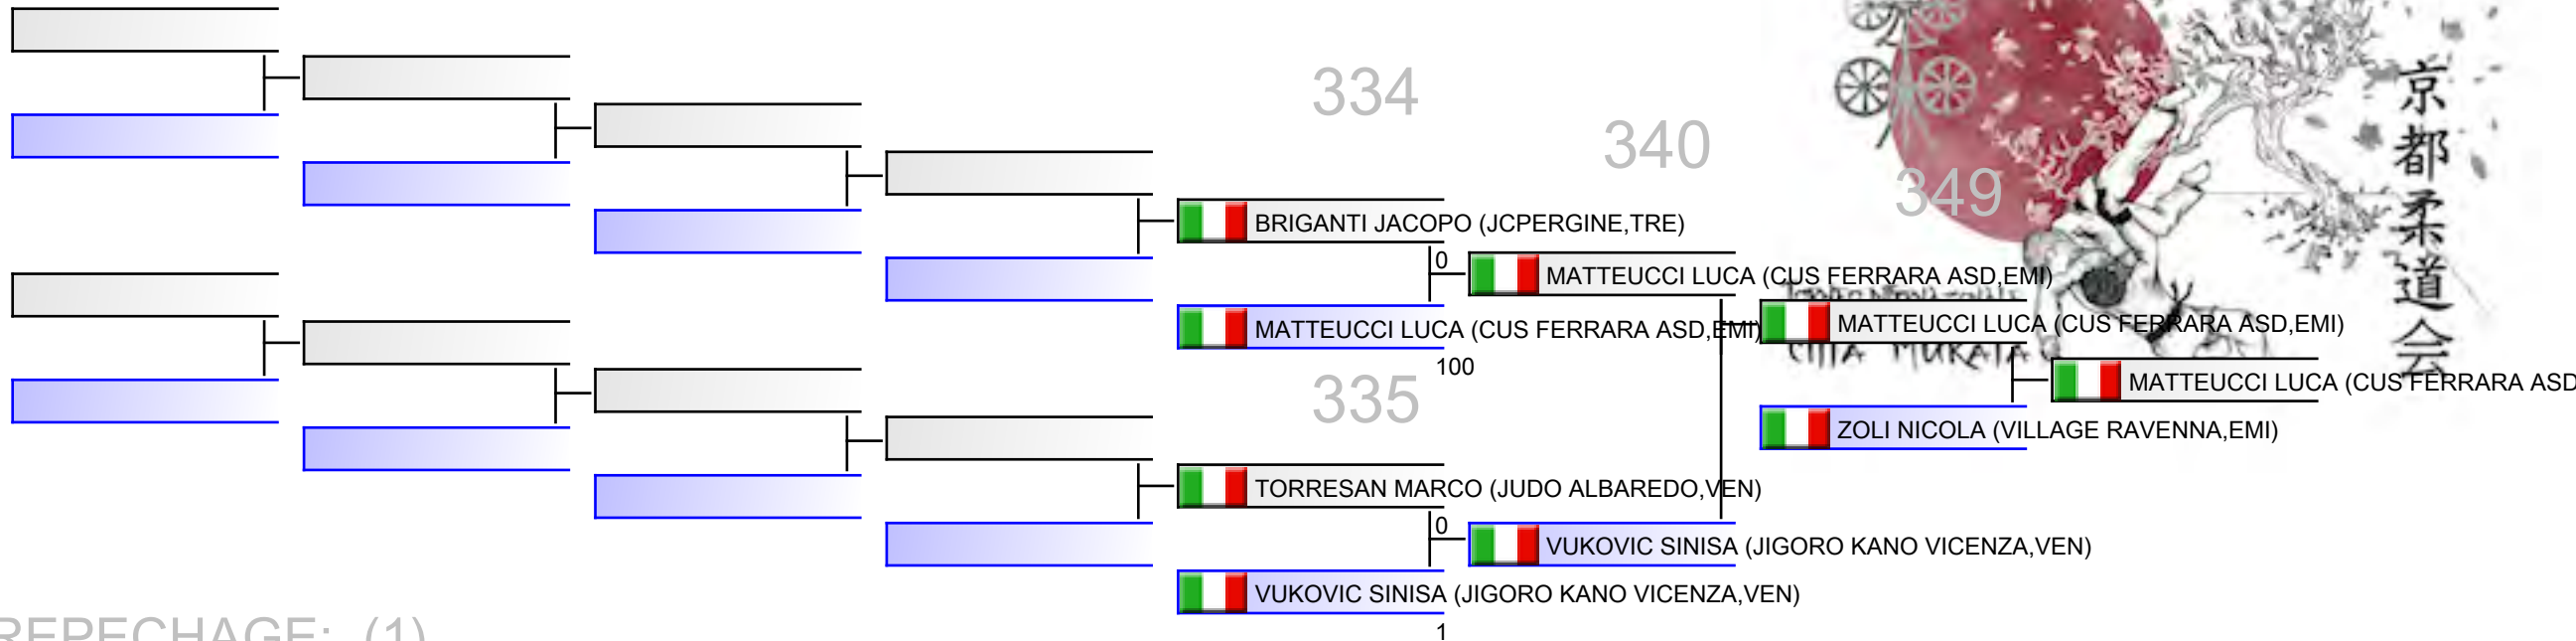 334
340
349
BRIGANTI JACOPO (JCPERGINE,TRE)
0
MATTEUCCI LUCA (CUS FERRARA ASD,EMI)
MATTEUCCI LUCA (CUS FERRARA ASD,EMI)
MATTEUCCI LUCA (CUS FERRARA ASD,EMI)
100
MATTEUCCI LUCA (CUS FERRARA ASD
335
ZOLI NICOLA (VILLAGE RAVENNA,EMI)
TORRESAN MARCO (JUDO ALBAREDO,VEN)
0
VUKOVIC SINISA (JIGORO KANO VICENZA,VEN)
VUKOVIC SINISA (JIGORO KANO VICENZA,VEN)
1
REPECHAGE: (1)
京都柔道会